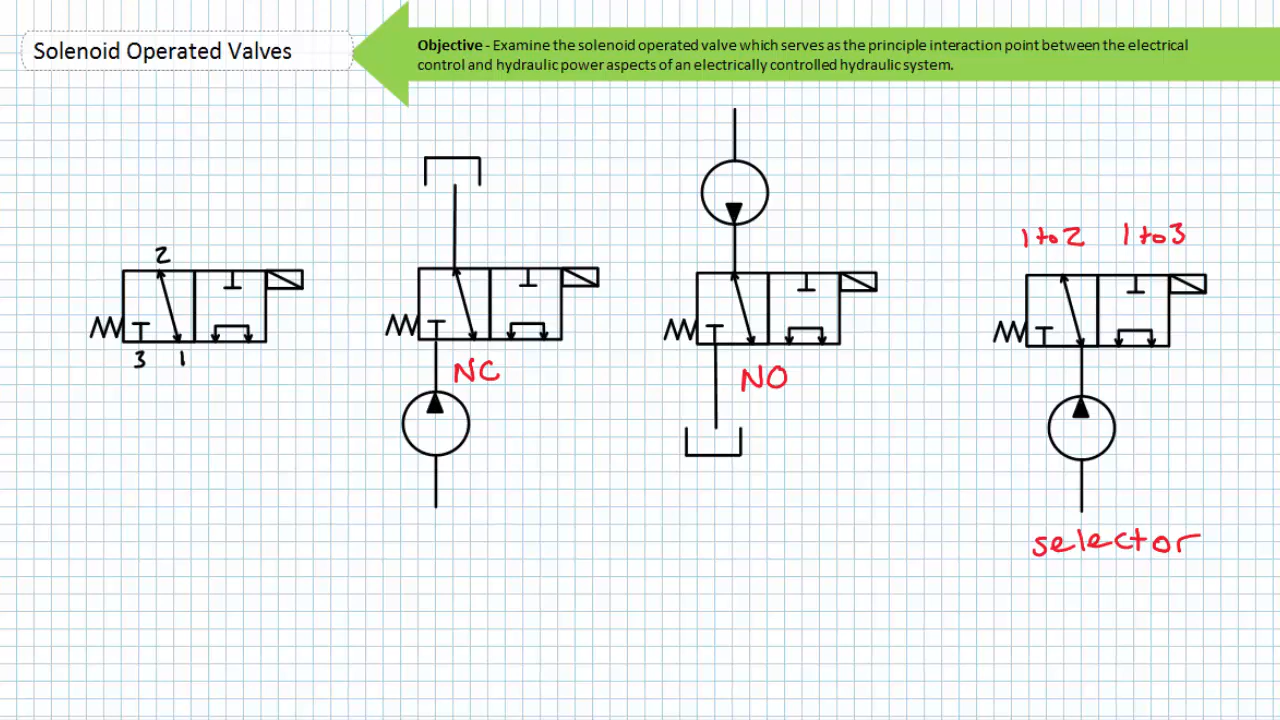 Solenoid Operated Valves
Objective - Examine the solenoid operated valve which serves as the principle interaction point between the electrical
control and hydraulic power aspects of an electrically controlled hydraulic system.
2
3 1
NC
NO
1 to 2 1 to 3
selector